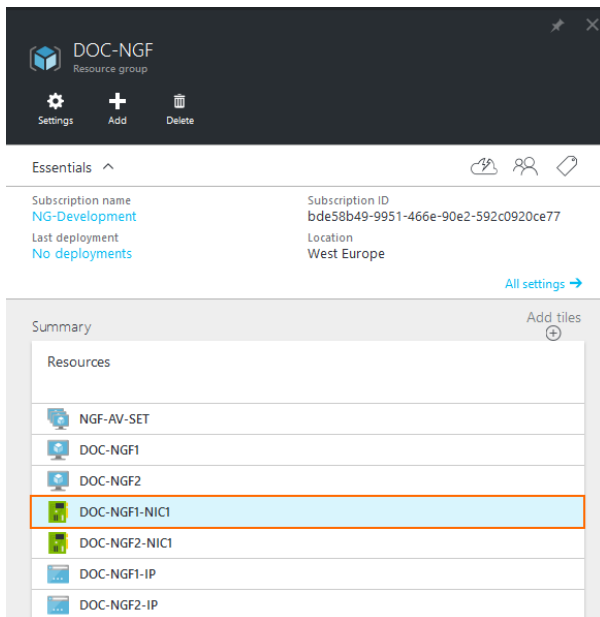 DOC-NGF
Resource group
Settings Add Delete
Essentials
Subscription name Subscription ID
NG-Development bde58b49-9951-466e-90e2-592c0920ce77
Last deployment Location
No deployments West Europe
All settings
Summary Add tiles
Resources
NGF-AV-SET
DOC-NGF1
DOC-NGF2
DOC-NGF1-NIC1
DOC-NGF2-NIC1
DOC-NGF1-IP
DOC-NGF2-IP